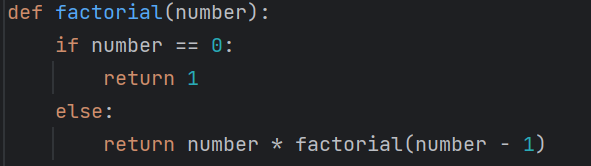 def factorial(number):
    if number == 0:
        return 1
    else:
        return number * factorial(number - 1)